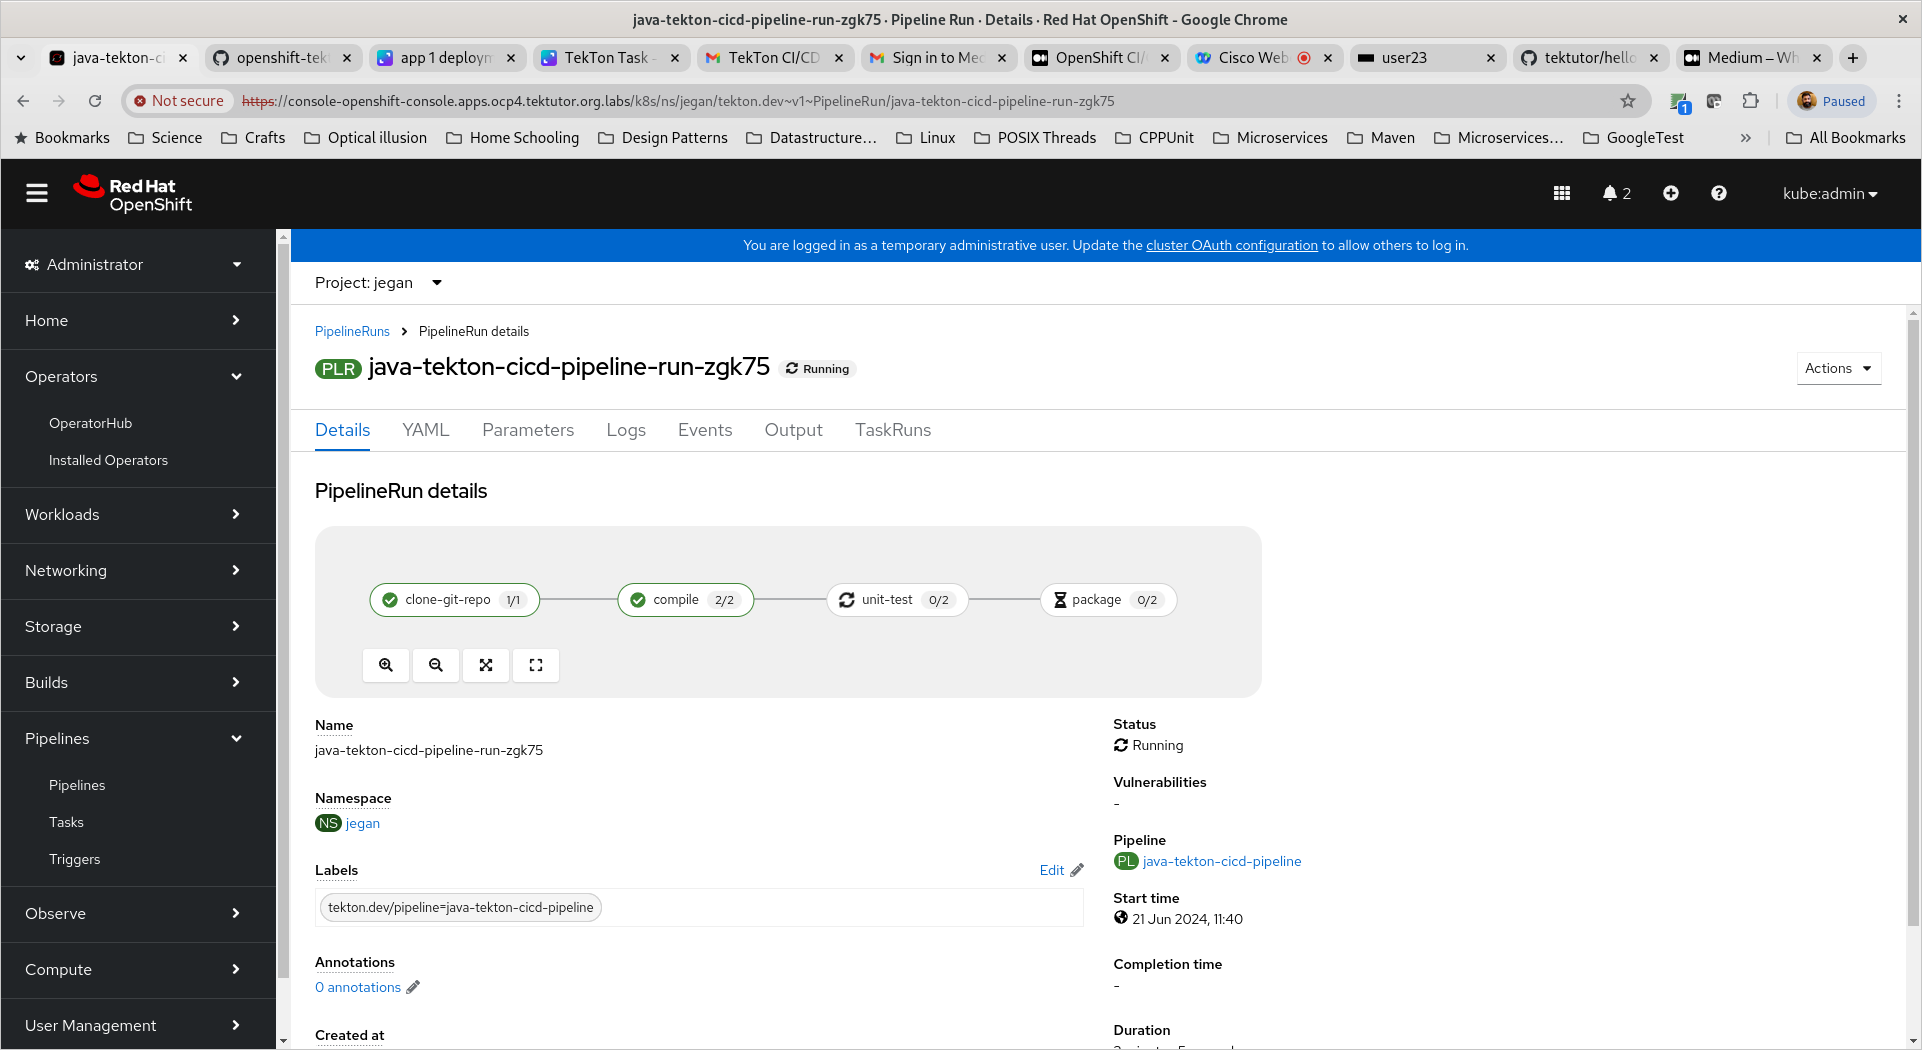 java-tekton-cicd-pipeline-run-zgk75 · Pipeline Run · Details · Red Hat OpenShift - Google Chrome
java-tekton-ci
openshift-tek
app 1 deploym
TekTon Task -
TekTon CI/CD
Sign in to Med
OpenShift CI/
Cisco Web
user23
tektutor/hello
Medium – Wh
Not secure
https://console-openshift-console.apps.ocp4.tektutor.org.labs/k8s/ns/jegan/tekton.dev~v1~PipelineRun/java-tekton-cicd-pipeline-run-zgk75
1
Paused
Bookmarks
Science
Crafts
Optical illusion
Home Schooling
Design Patterns
Datastructure...
Linux
POSIX Threads
CPPUnit
Microservices
Maven
Microservices...
GoogleTest
»
All Bookmarks
Red Hat
OpenShift
2
kube:admin
You are logged in as a temporary administrative user. Update the cluster OAuth configuration to allow others to log in.
Administrator
Home
Operators
OperatorHub
Installed Operators
Workloads
Networking
Storage
Builds
Pipelines
Pipelines
Tasks
Triggers
Observe
Compute
User Management
Project: jegan
PipelineRuns
PipelineRun details
PLR java-tekton-cicd-pipeline-run-zgk75
Running
Actions
Details
YAML
Parameters
Logs
Events
Output
TaskRuns
PipelineRun details
clone-git-repo 1/1
compile 2/2
unit-test 0/2
package 0/2
Name
java-tekton-cicd-pipeline-run-zgk75
Namespace
NS jegan
Labels
Edit
tekton.dev/pipeline=java-tekton-cicd-pipeline
Annotations
0 annotations
Created at
Status
Running
Vulnerabilities
-
Pipeline
PL java-tekton-cicd-pipeline
Start time
21 Jun 2024, 11:40
Completion time
-
Duration